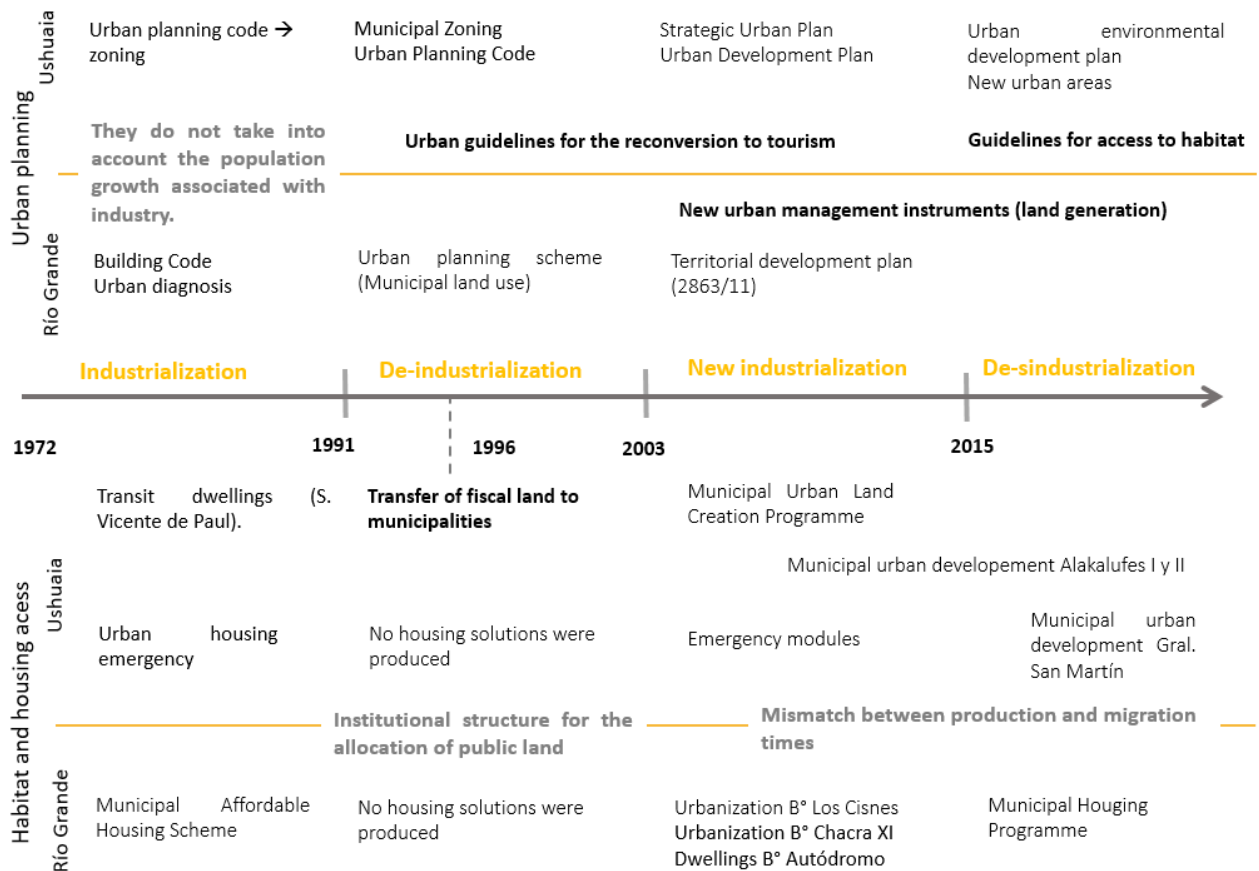 Urban planning
Ushuaia
Urban planning code → zoning
Municipal Zoning
Urban Planning Code
Strategic Urban Plan
Urban Development Plan
Urban environmental
development plan
New urban areas
They do not take into
account the population
growth associated with
industry.
Urban guidelines for the reconversion to tourism
Guidelines for access to habitat
New urban management instruments (land generation)
Río Grande
Building Code
Urban diagnosis
Urban planning scheme
(Municipal land use)
Territorial development plan
(2863/11)
Industrialization
De-industrialization
New industrialization
De-sindustrialization
1972
1991
1996
2003
2015
Habitat and housing acess
Ushuaia
Transit dwellings (S.
Vicente de Paul).
Transfer of fiscal land to
municipalities
Municipal Urban Land
Creation Programme
Municipal urban developement Alakalufes I y II
Urban housing
emergency
No housing solutions were
produced
Emergency modules
Municipal urban
development Gral.
San Martín
Institutional structure for the
allocation of public land
Mismatch between production and migration
times
Río Grande
Municipal Affordable
Housing Scheme
No housing solutions were
produced
Urbanization B° Los Cisnes
Urbanization B° Chacra XI
Dwellings B° Autódromo
Municipal Houging
Programme